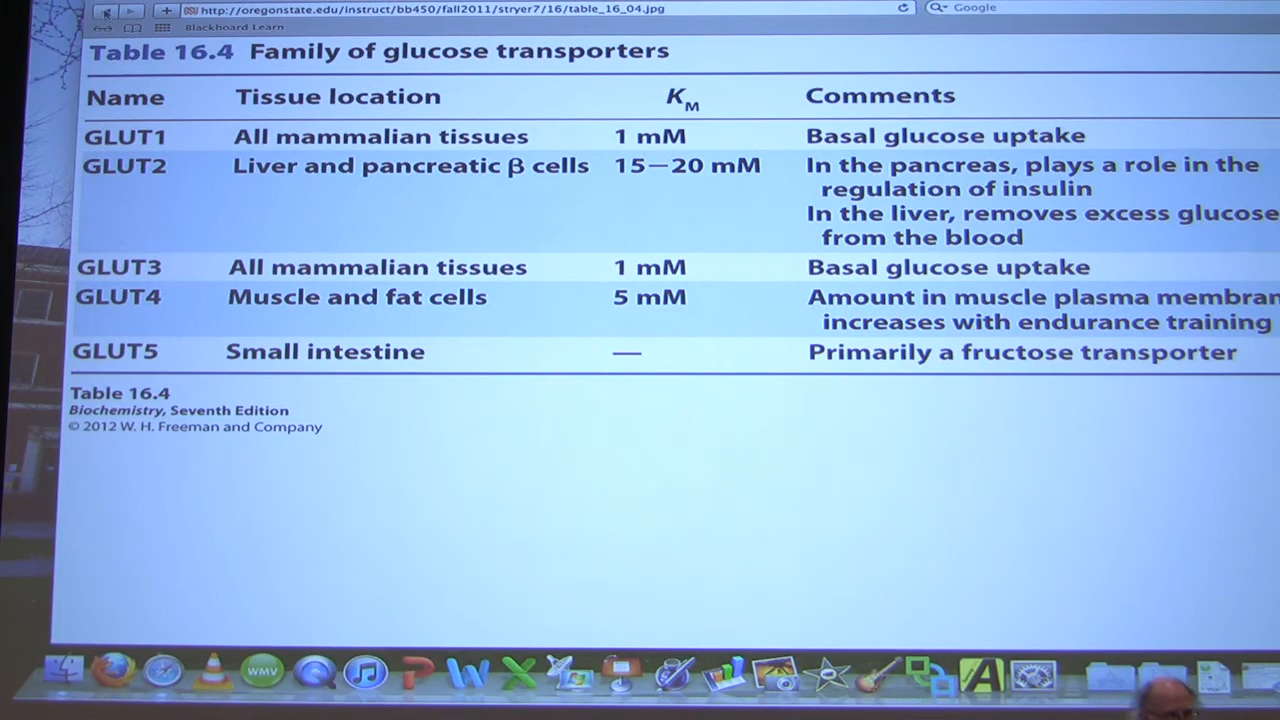 http://oregonstate.edu/instruct/bb450/fall2011/stryer7/16/table_16_04.jpg
Google
Blackboard Learn
Table 16.4 Family of glucose transporters
Name Tissue location KM Comments
GLUT1 All mammalian tissues 1 mM Basal glucose uptake
GLUT2 Liver and pancreatic β cells 15—20 mM In the pancreas, plays a role in the
regulation of insulin
In the liver, removes excess glucose
from the blood
GLUT3 All mammalian tissues 1 mM Basal glucose uptake
GLUT4 Muscle and fat cells 5 mM Amount in muscle plasma membran
increases with endurance training
GLUT5 Small intestine — Primarily a fructose transporter
Table 16.4
Biochemistry, Seventh Edition
© 2012 W. H. Freeman and Company
WMV